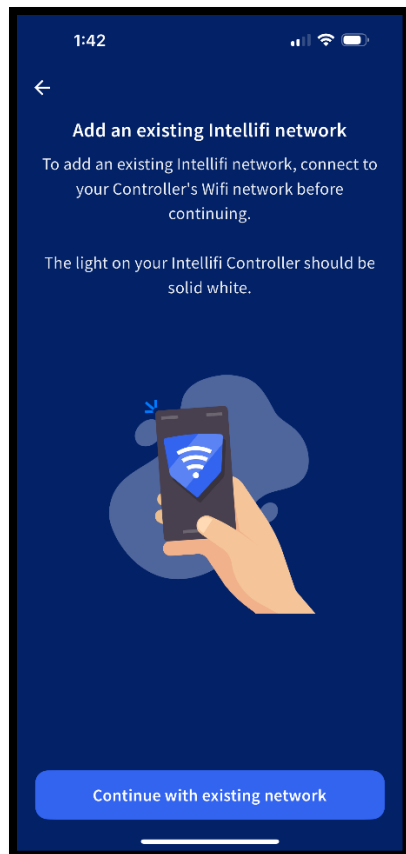 1:42
Add an existing Intellifi network
To add an existing Intellifi network, connect to
your Controller's Wifi network before
continuing.
The light on your Intellifi Controller should be
solid white.
Continue with existing network